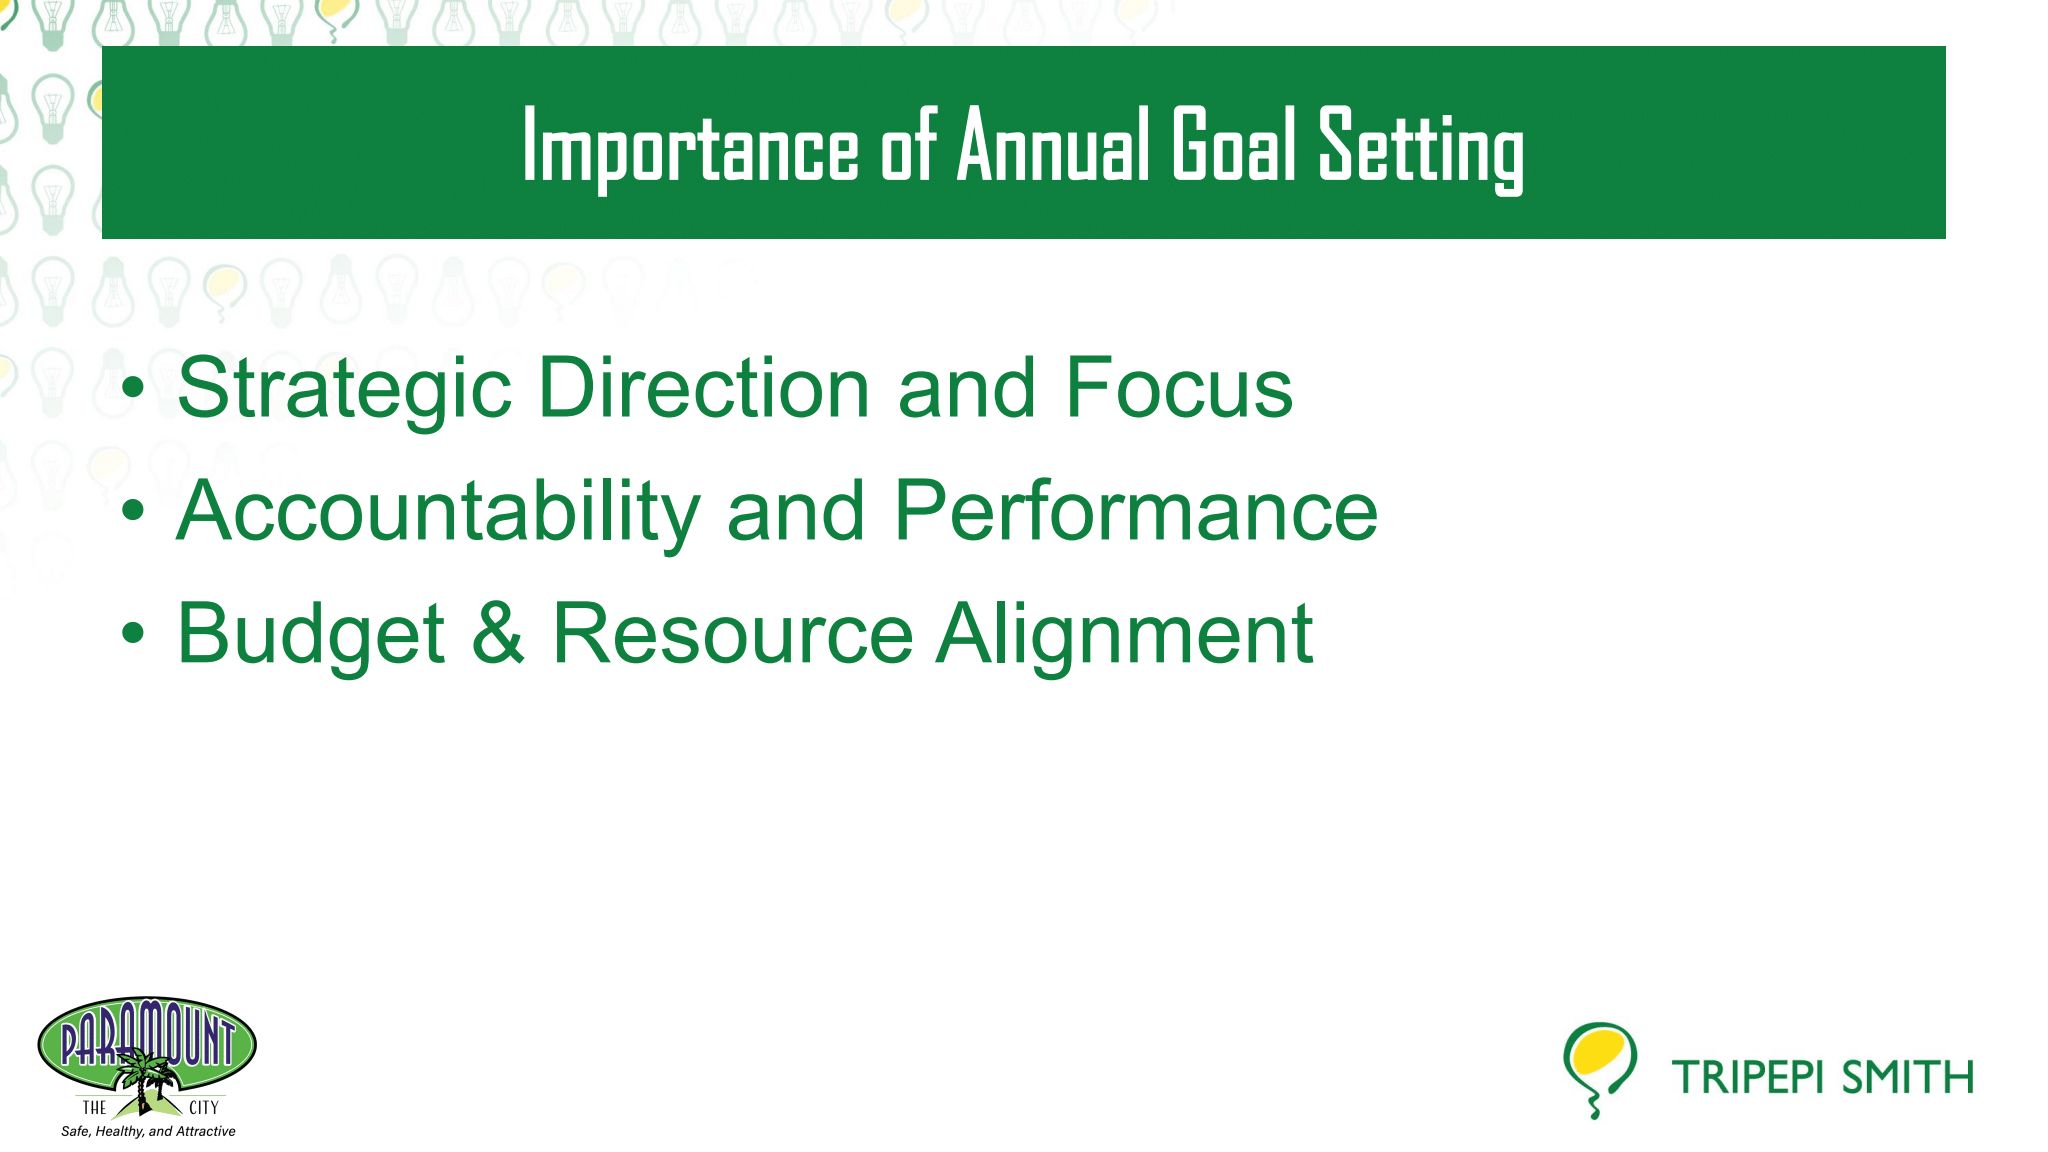 Importance of Annual Goal Setting
• Strategic Direction and Focus
• Accountability and Performance
• Budget & Resource Alignment
PARAMOUNT
THE CITY
Safe, Healthy, and Attractive
TRIPEPI SMITH